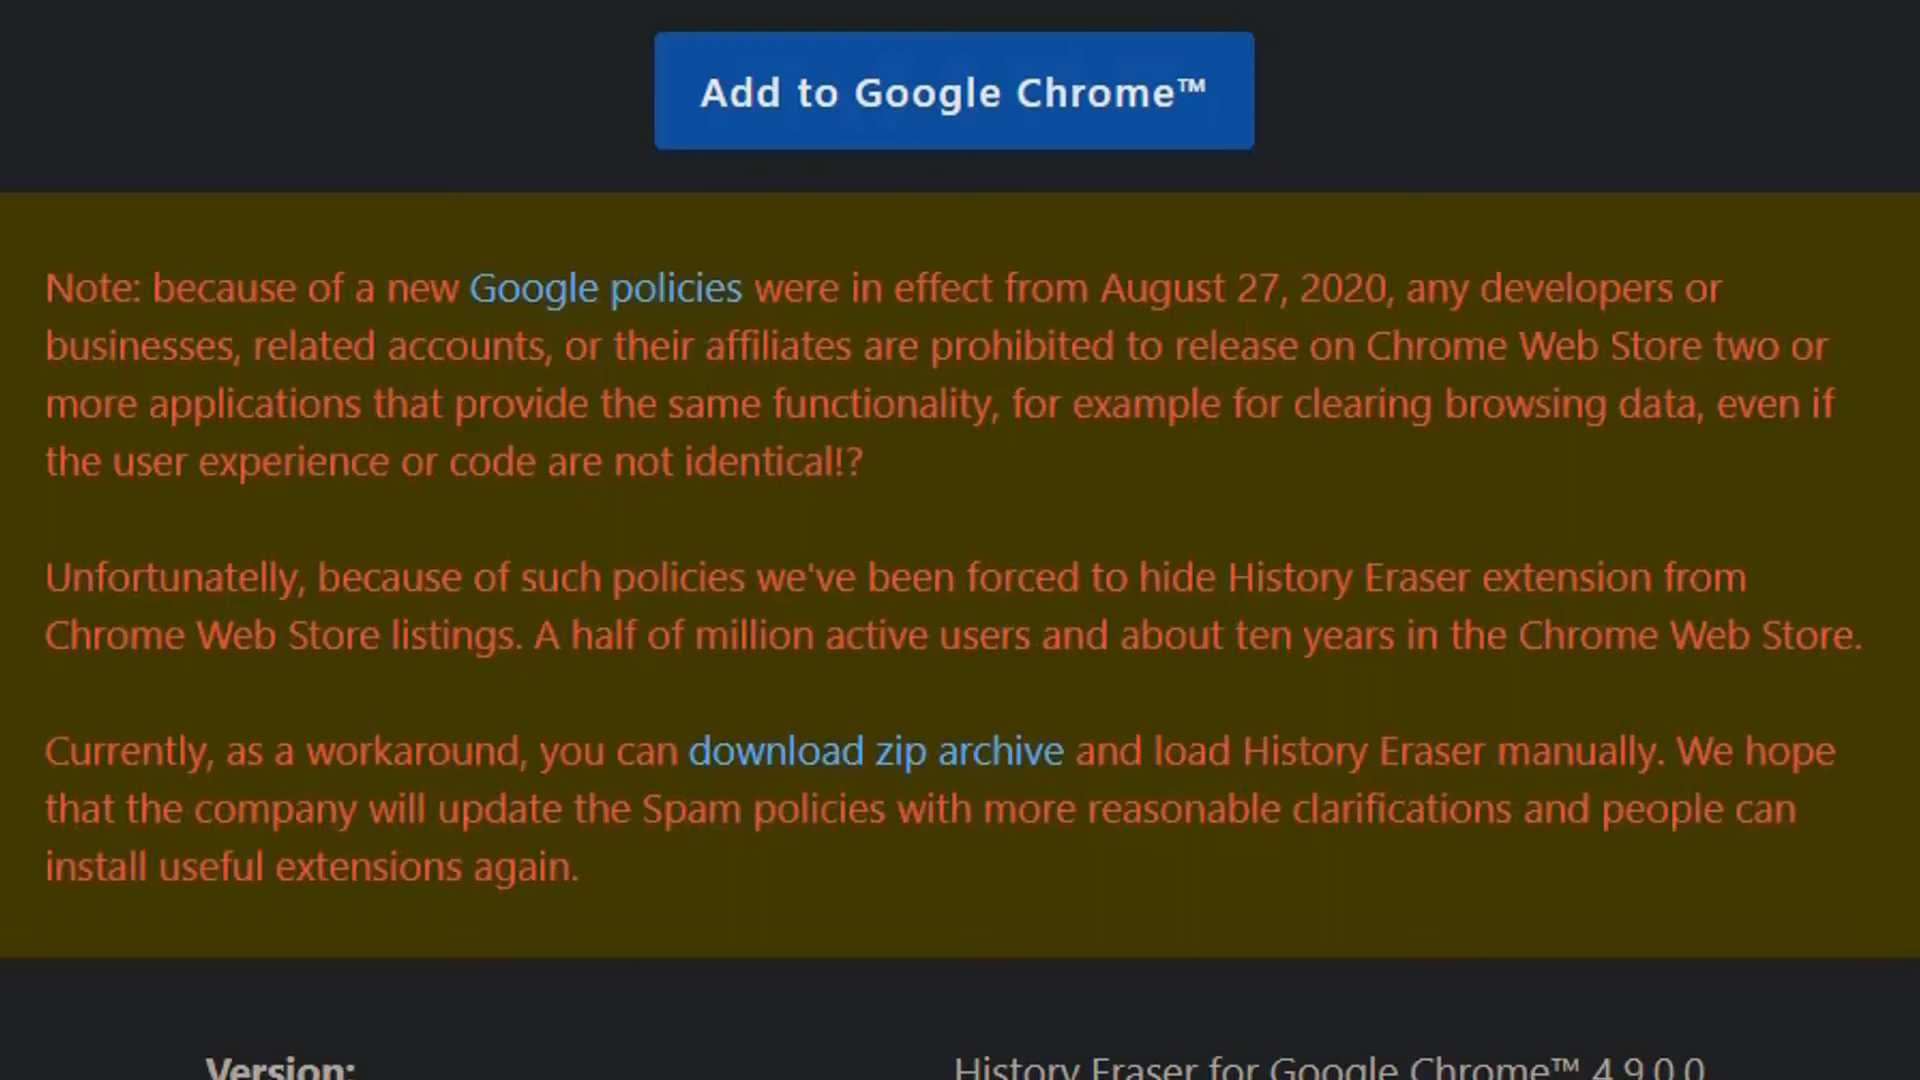 Add to Google Chrome™
Note: because of a new Google policies were in effect from August 27, 2020, any developers or
businesses, related accounts, or their affiliates are prohibited to release on Chrome Web Store two or
more applications that provide the same functionality, for example for clearing browsing data, even if
the user experience or code are not identical!?
Unfortunatelly, because of such policies we've been forced to hide History Eraser extension from
Chrome Web Store listings. A half of million active users and about ten years in the Chrome Web Store.
Currently, as a workaround, you can download zip archive and load History Eraser manually. We hope
that the company will update the Spam policies with more reasonable clarifications and people can
install useful extensions again.
Version: History Eraser for Google Chrome™ 4.9.0.0